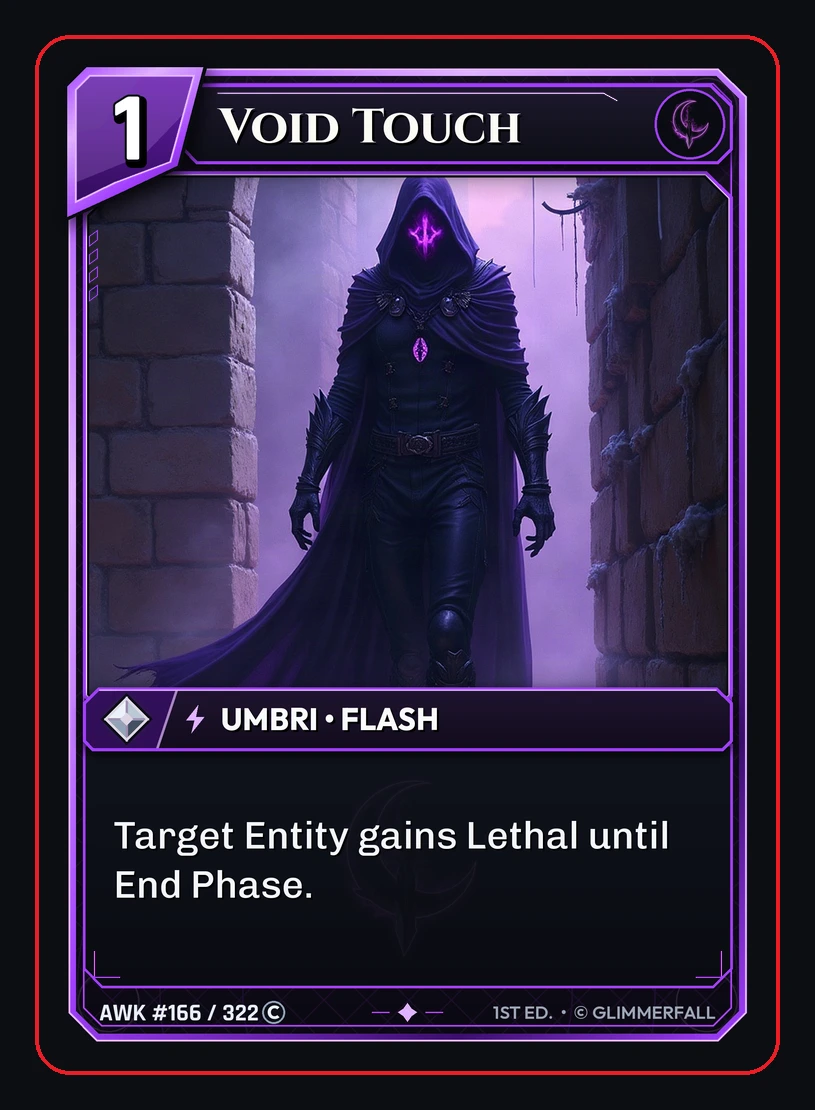 1
VOID TOUCH
UMBRI • FLASH
Target Entity gains Lethal until
End Phase.
AWK #166 / 322 Ⓒ
1ST ED. • © GLIMMERFALL